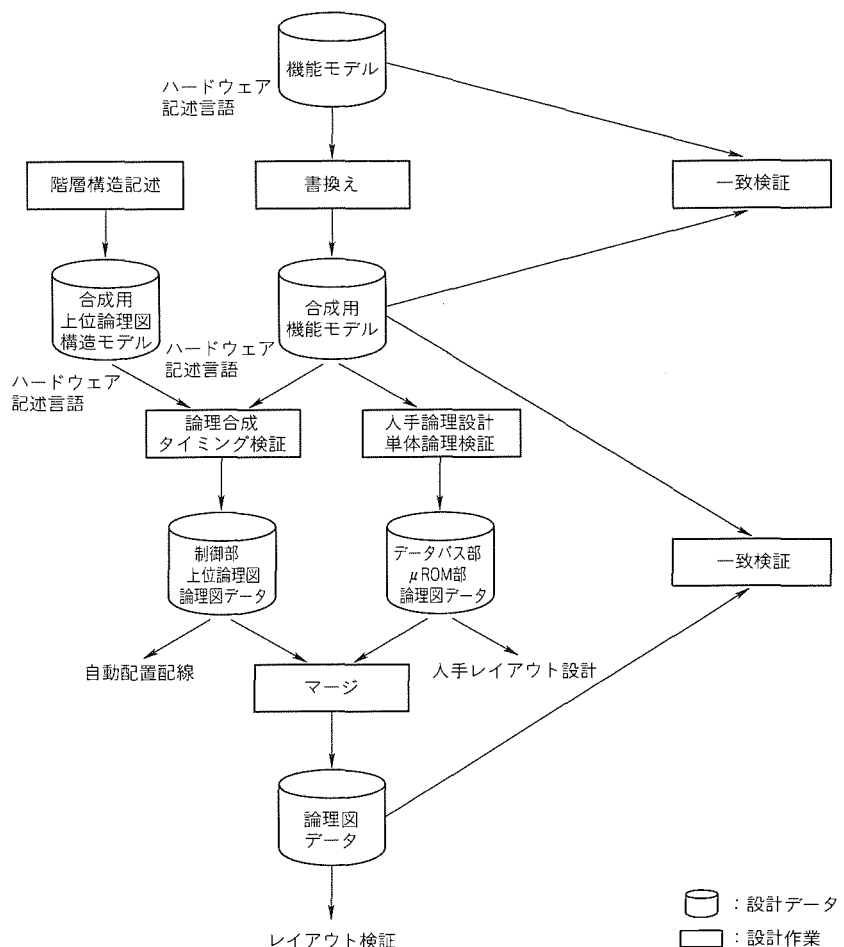 機能モデル
ハードウェア
記述言語
階層構造記述
書換え
一致検証
合成用
上位論理図
構造モデル
合成用
機能モデル
ハードウェア
記述言語
ハードウェア
記述言語
論理合成
タイミング検証
人手論理設計
単体論理検証
制御部
上位論理図
論理図データ
データパス部
μROM部
論理図データ
一致検証
自動配置配線
マージ
人手レイアウト設計
論理図
データ
レイアウト検証
:設計データ
:設計作業